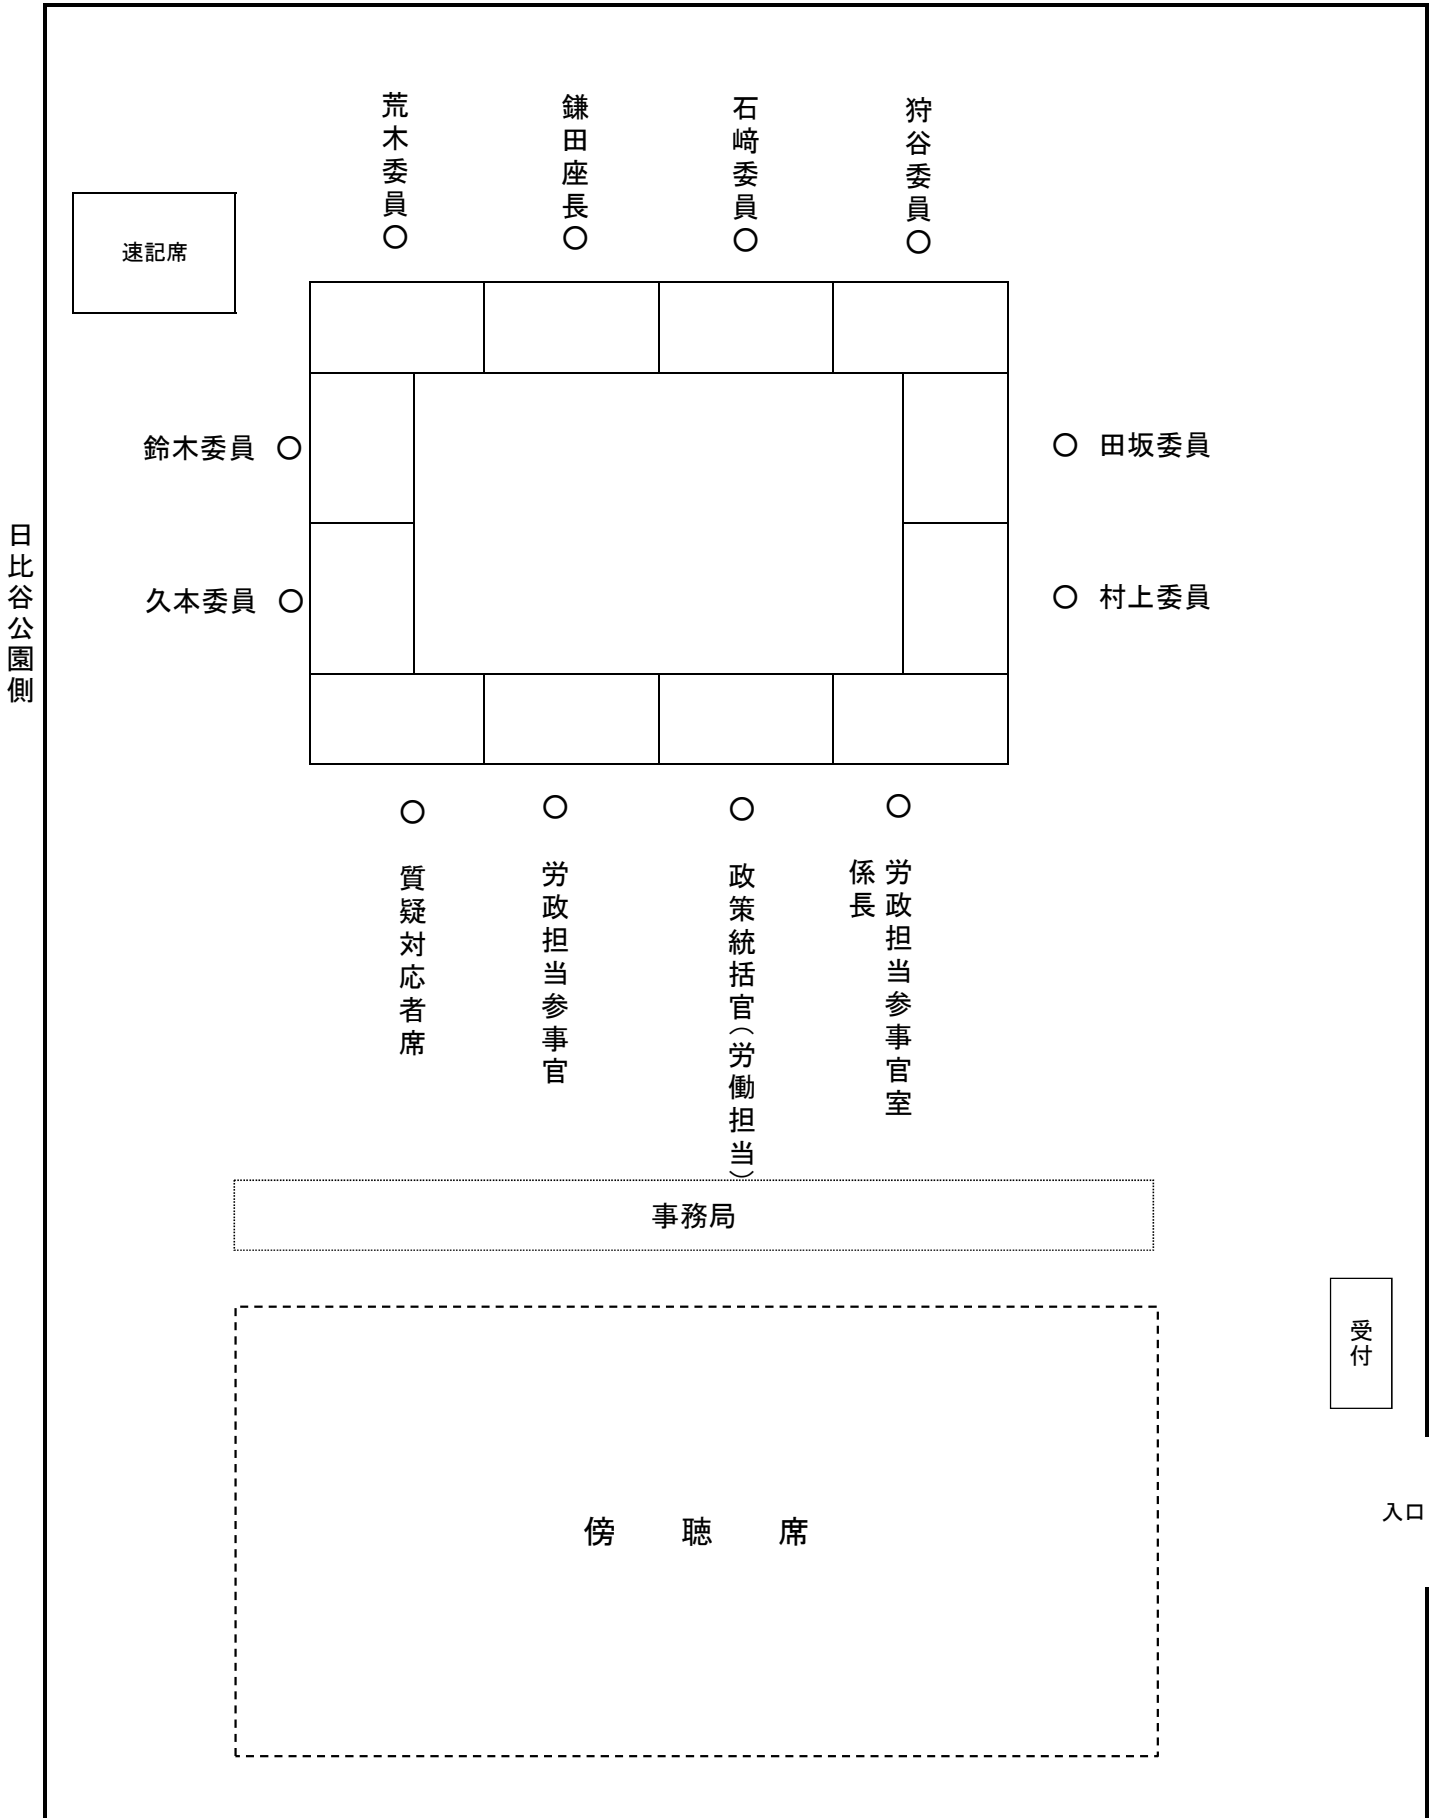 荒木委員○
鎌田座長○
石﨑委員○
狩谷委員○
速記席
鈴木委員 ○
○ 田坂委員
日比谷公園側
久本委員 ○
○ 村上委員
○ 質疑対応者席
○ 労政担当参事官
○ 政策統括官(労働担当)
○ 労政担当参事官室
係長
事務局
受付
入口
傍 聴 席